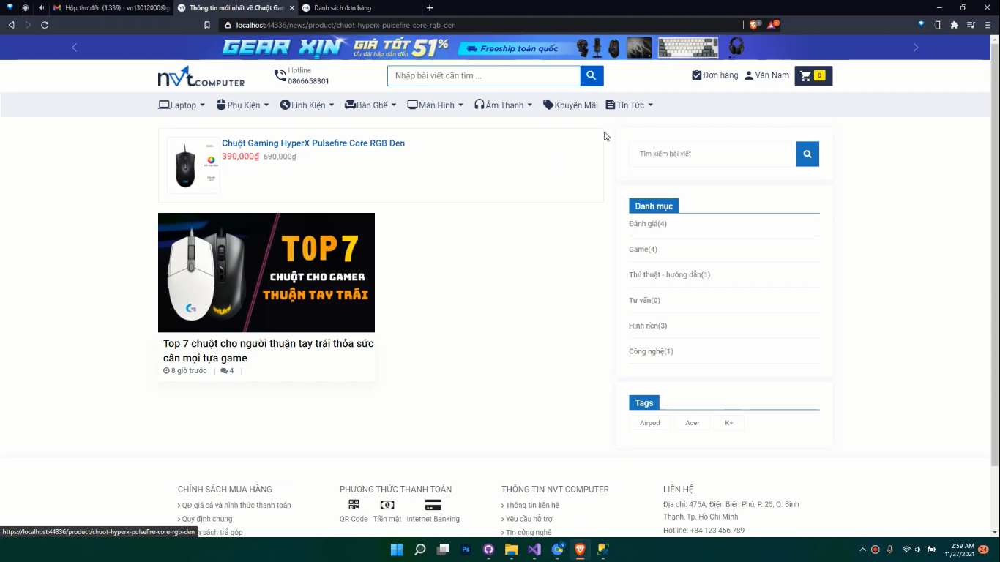 Hộp thư đến (1.339) - vn13012000@g
Thông tin mới nhất về Chuột Gam
Danh sách đơn hàng
localhost:44336/news/product/chuot-hyperx-pulsefire-core-rgb-den
GEAR XỊN GIÁ TỐT 51% Freeship toàn quốc
Ưu đãi hấp dẫn đến
nvt COMPUTER
Hotline
0866658801
Nhập bài viết cần tìm ...
Đơn hàng
Văn Nam
0
Laptop
Phụ Kiện
Linh Kiện
Bàn Ghế
Màn Hình
Âm Thanh
Khuyến Mãi
Tin Tức
Chuột Gaming HyperX Pulsefire Core RGB Đen
390,000₫ 690,000₫
TOP 7
CHUỘT CHO GAMER
THUẬN TAY TRÁI
Top 7 chuột cho người thuận tay trái thỏa sức
cân mọi tựa game
8 giờ trước | 4 |
Tìm kiếm bài viết
Danh mục
Đánh giá(4)
Game(4)
Thủ thuật - hướng dẫn(1)
Tư vấn(0)
Hình nền(3)
Công nghệ(1)
Tags
Airpod
Acer
K+
CHÍNH SÁCH MUA HÀNG
› QĐ giá cả và hình thức thanh toán
› Quy định chung
sách trả góp
PHƯƠNG THỨC THANH TOÁN
QR Code
Tiền mặt
Internet Banking
THÔNG TIN NVT COMPUTER
› Thông tin liên hệ
› Yêu cầu hỗ trợ
› Tin công nghệ
LIÊN HỆ
Địa chỉ: 475A, Điện Biên Phủ, P. 25, Q. Bình
Thạnh, Tp. Hồ Chí Minh
Hotline: +84 123 456 789
https://localhost:44336/product/chuot-hyperx-pulsefire-core-rgb-den
Ps
2:59 AM
11/27/2021
24